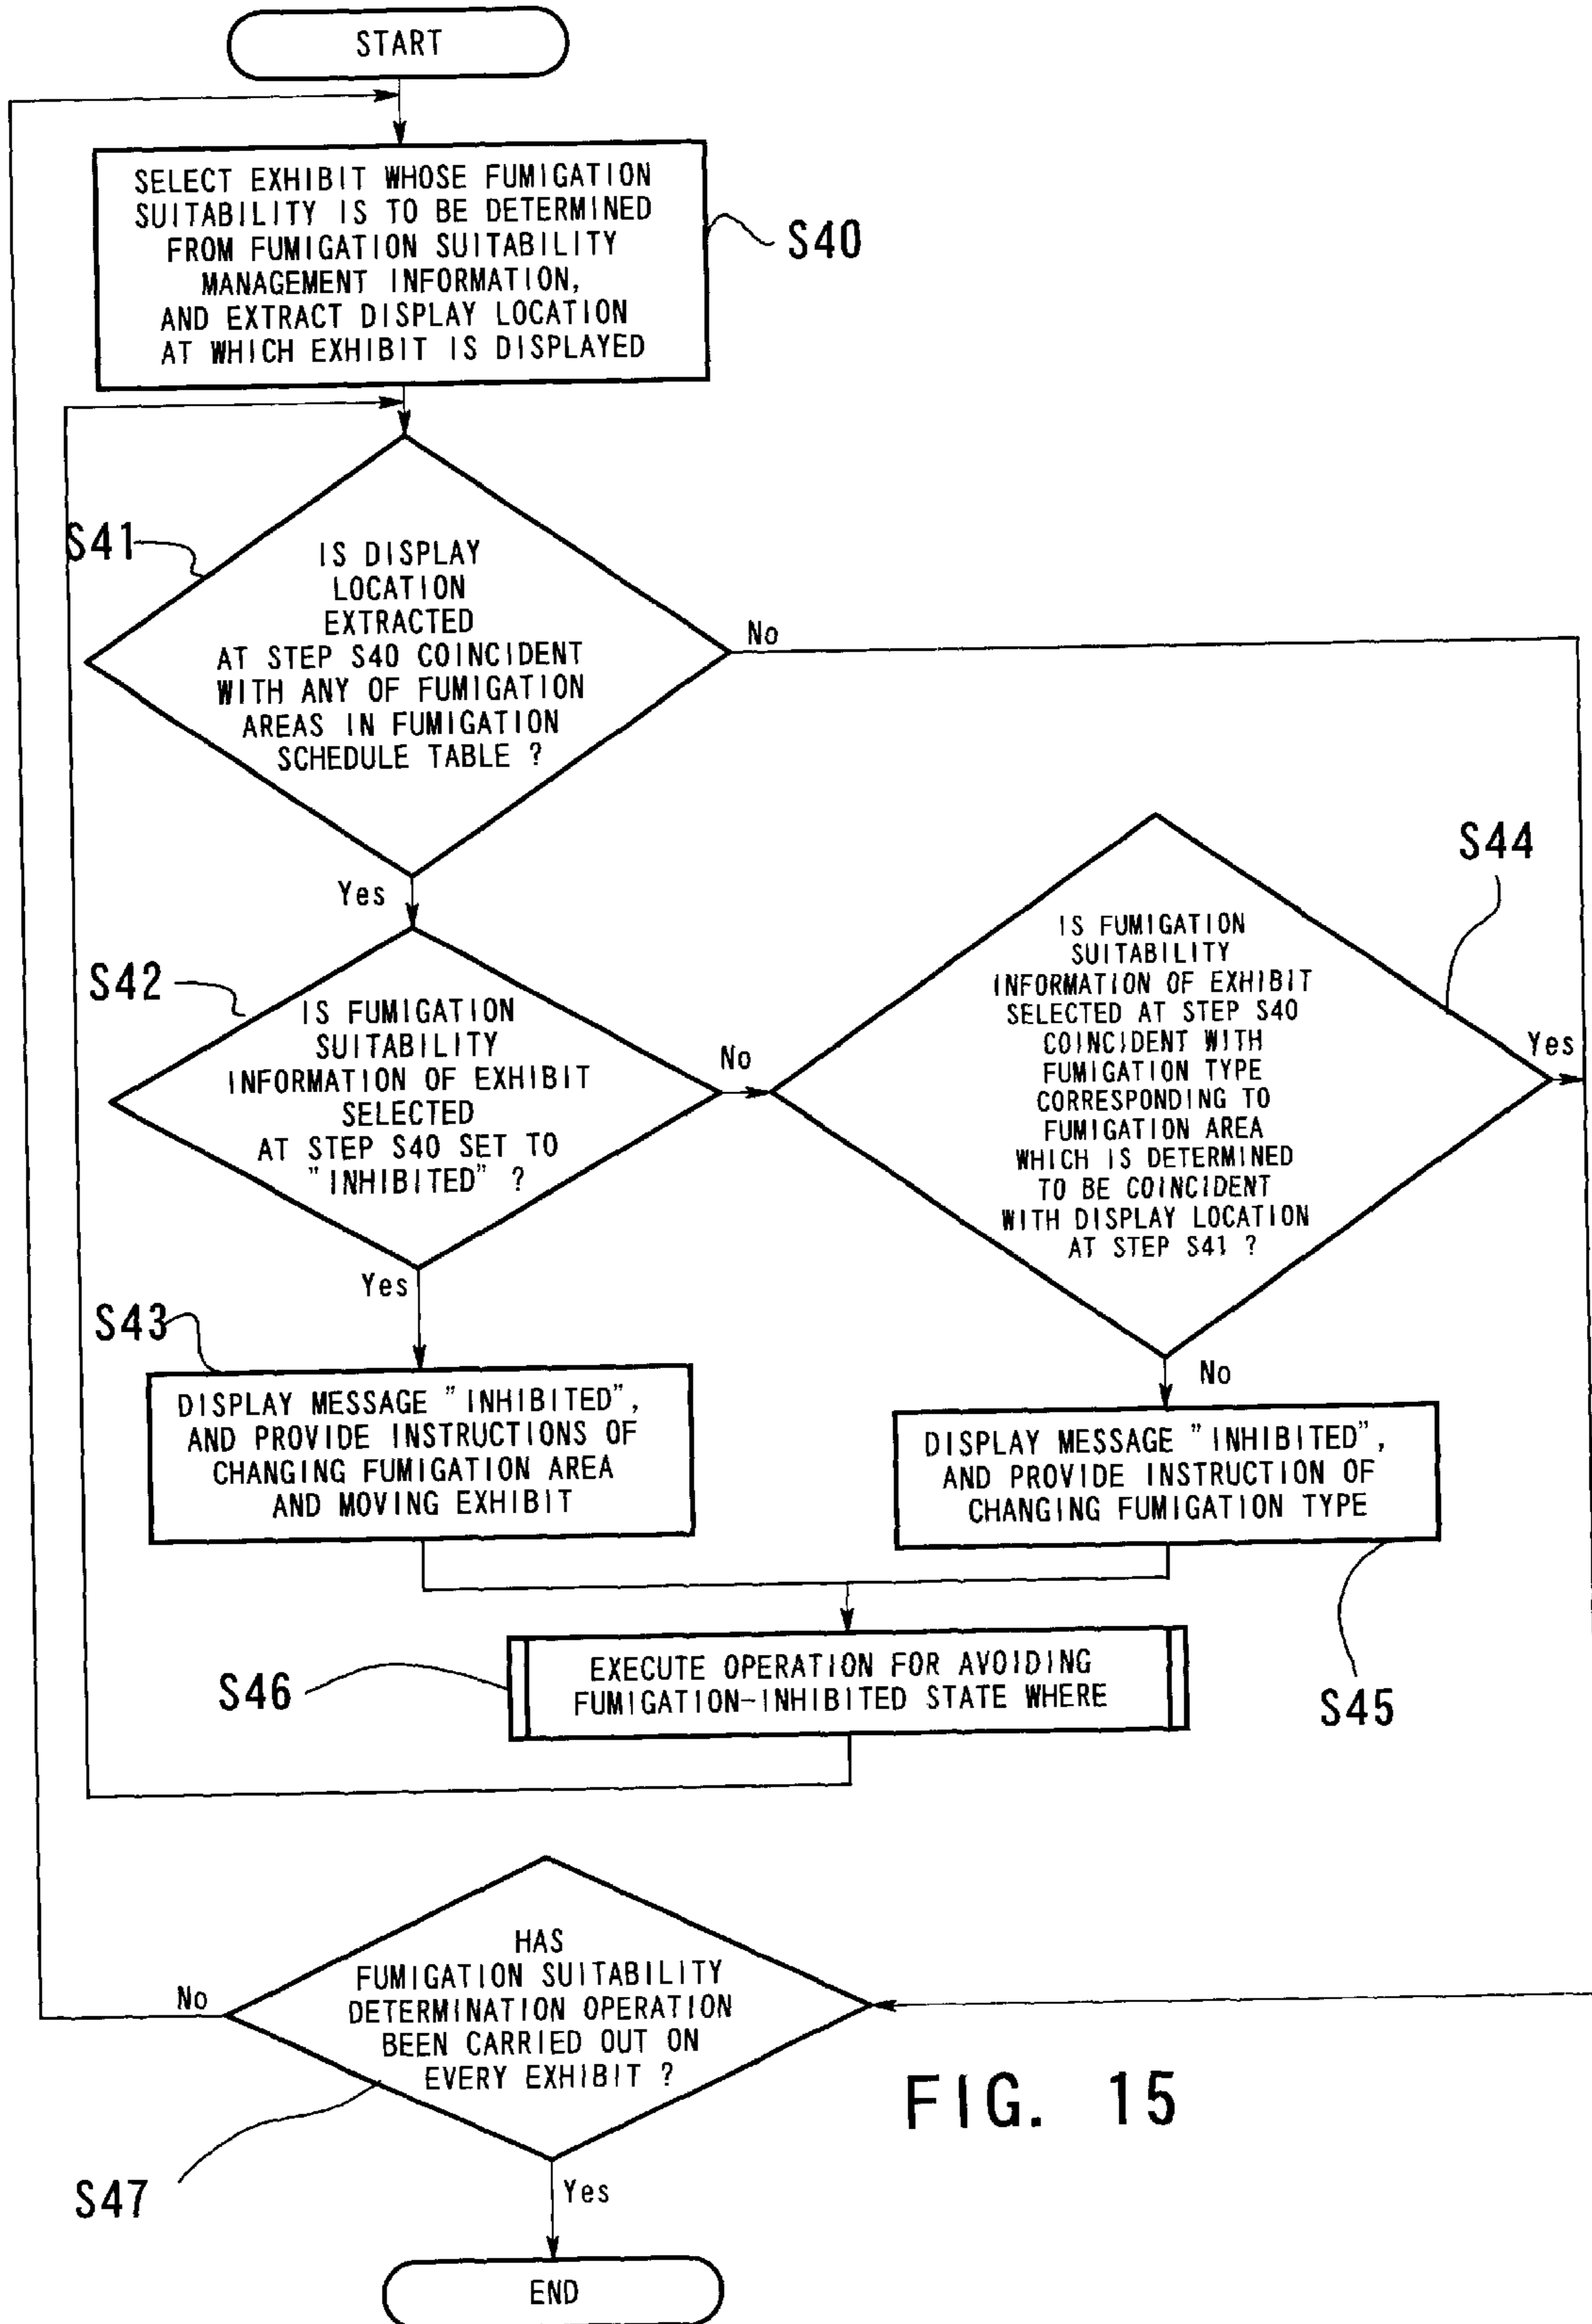 START
SELECT EXHIBIT WHOSE FUMIGATION
SUITABILITY IS TO BE DETERMINED
FROM FUMIGATION SUITABILITY
MANAGEMENT INFORMATION,
AND EXTRACT DISPLAY LOCATION
AT WHICH EXHIBIT IS DISPLAYED
S40
S41
IS DISPLAY
LOCATION
EXTRACTED
AT STEP S40 COINCIDENT
WITH ANY OF FUMIGATION
AREAS IN FUMIGATION
SCHEDULE TABLE ?
No
Yes
S42
IS FUMIGATION
SUITABILITY
INFORMATION OF EXHIBIT
SELECTED
AT STEP S40 SET TO
"INHIBITED" ?
No
Yes
S44
IS FUMIGATION
SUITABILITY
INFORMATION OF EXHIBIT
SELECTED AT STEP S40
COINCIDENT WITH
FUMIGATION TYPE
CORRESPONDING TO
FUMIGATION AREA
WHICH IS DETERMINED
TO BE COINCIDENT
WITH DISPLAY LOCATION
AT STEP S41 ?
Yes
No
S43
DISPLAY MESSAGE "INHIBITED",
AND PROVIDE INSTRUCTIONS OF
CHANGING FUMIGATION AREA
AND MOVING EXHIBIT
DISPLAY MESSAGE "INHIBITED",
AND PROVIDE INSTRUCTION OF
CHANGING FUMIGATION TYPE
S45
S46
EXECUTE OPERATION FOR AVOIDING
FUMIGATION-INHIBITED STATE WHERE
HAS
FUMIGATION SUITABILITY
DETERMINATION OPERATION
BEEN CARRIED OUT ON
EVERY EXHIBIT ?
No
S47
Yes
END
FIG. 15